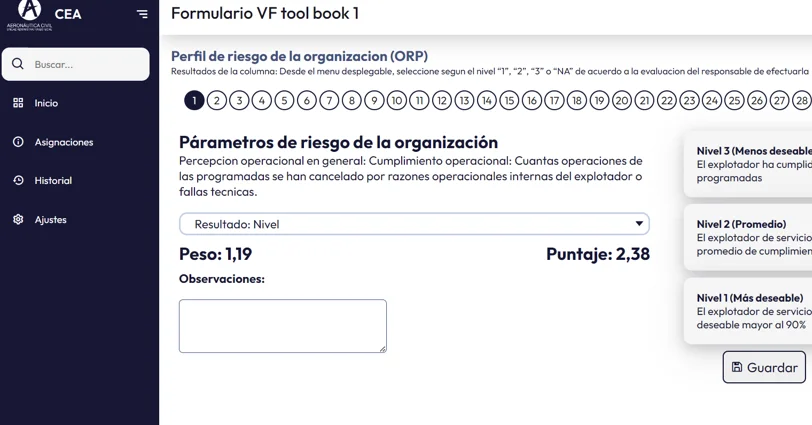 AERONÁUTICA CIVIL
CEA
Buscar...
Inicio
Asignaciones
Historial
Ajustes
Formulario VF tool book 1
Perfil de riesgo de la organizacion (ORP)
Resultados de la columna: Desde el menu desplegable, seleccione segun el nivel “1”, “2”, “3” o “NA” de acuerdo a la evaluacion del responsable de efectuarla
1 2 3 4 5 6 7 8 9 10 11 12 13 14 15 16 17 18 19 20 21 22 23 24 25 26 27 28
Párametros de riesgo de la organización
Percepcion operacional en general: Cumplimiento operacional: Cuantas operaciones de
las programadas se han cancelado por razones operacionales internas del explotador o
fallas tecnicas.
Resultado: Nivel
Peso: 1,19
Puntaje: 2,38
Observaciones:
Nivel 3 (Menos deseable
El explotador ha cumplid
programadas
Nivel 2 (Promedio)
El explotador de servicio
promedio de cumplimien
Nivel 1 (Más deseable)
El explotador de servicio
deseable mayor al 90%
Guardar